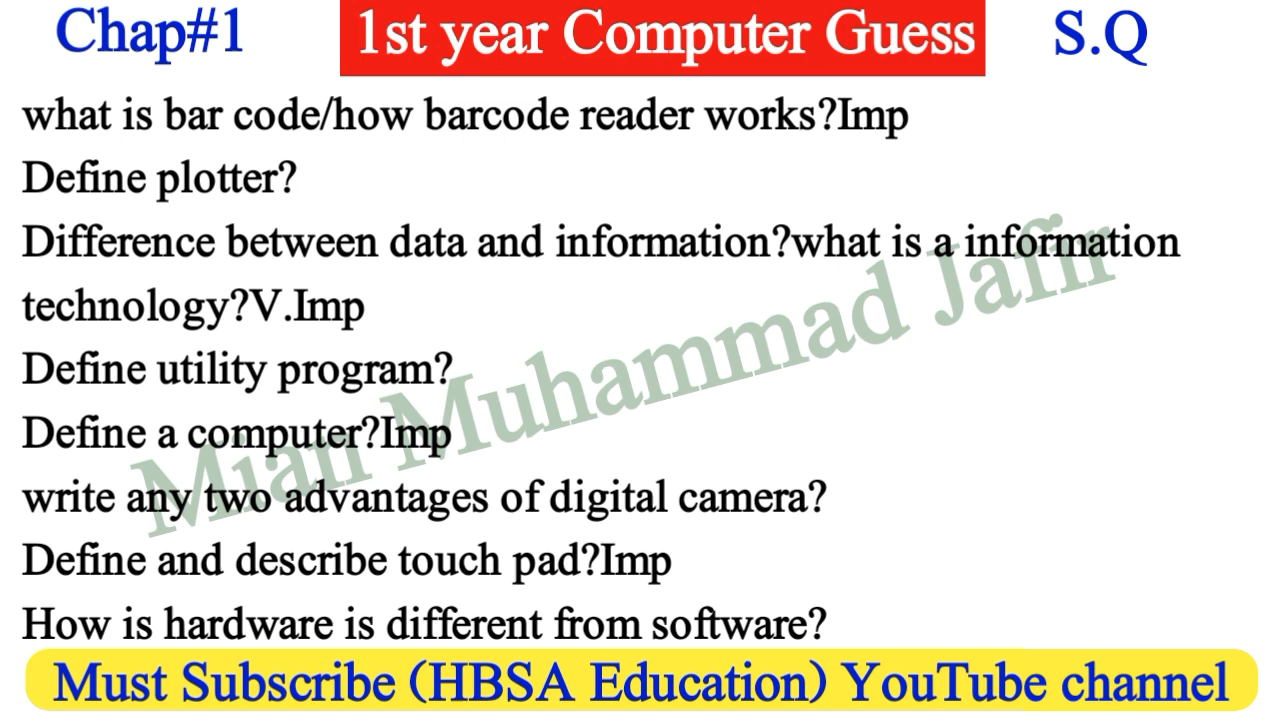 Chap#1 1st year Computer Guess S.Q
what is bar code/how barcode reader works?Imp
Define plotter?
Difference between data and information?what is a information
technology?V.Imp
Define utility program?
Define a computer?Imp
write any two advantages of digital camera?
Define and describe touch pad?Imp
How is hardware is different from software?
Mian Muhammad Jafir
Must Subscribe (HBSA Education) YouTube channel